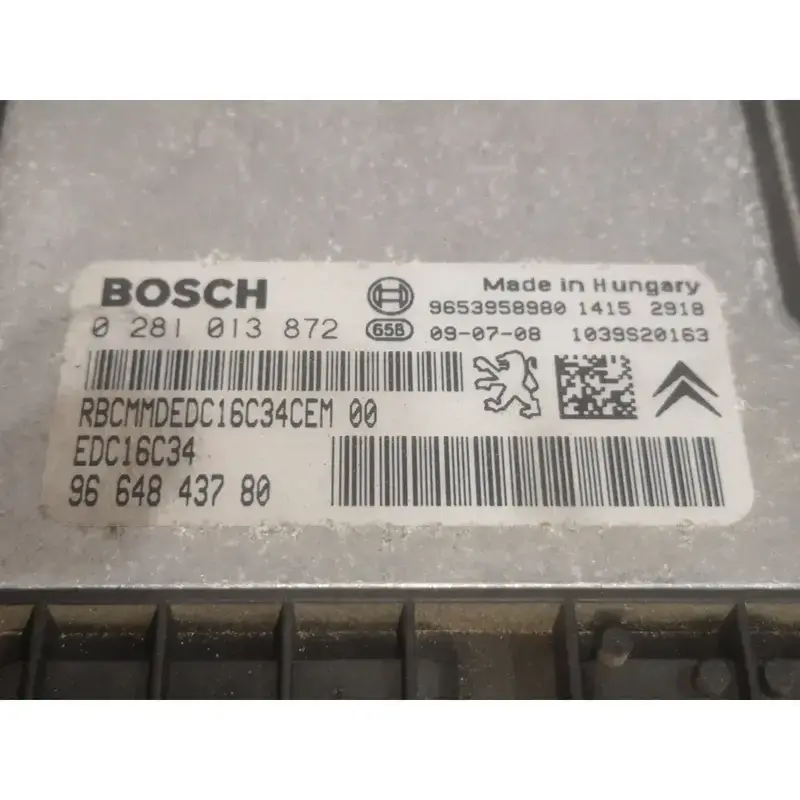 BOSCH
Made in Hungary
9653958980 1415 2918
0 281 013 872
658
09-07-08 1039S20163
RBCMMDEDC16C34CEM 00
EDC16C34
96 648 437 80